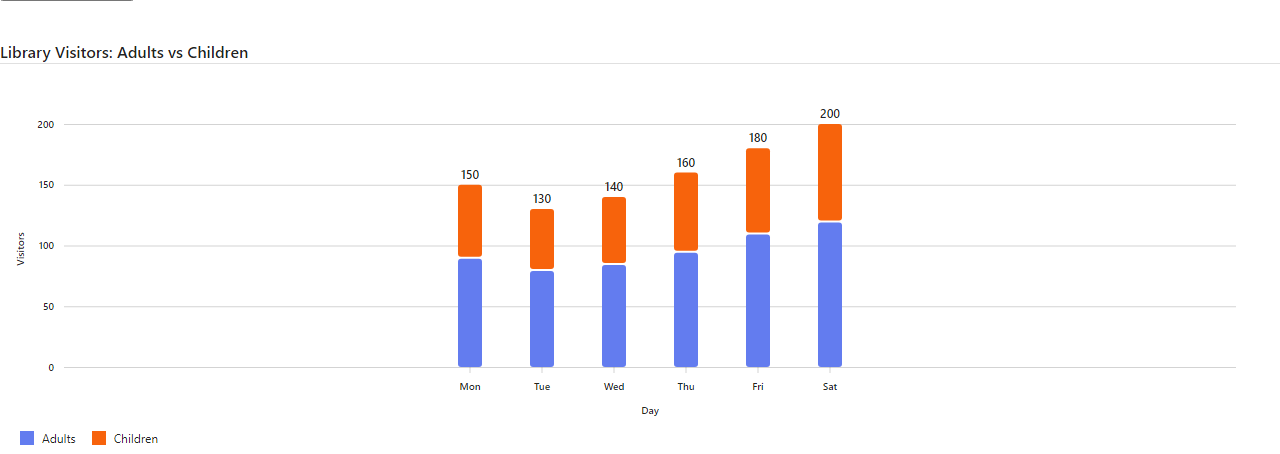 Library Visitors: Adults vs Children
200
150
100
50
0
Visitors
150
130
140
160
180
200
Mon Tue Wed Thu Fri Sat
Day
Adults Children